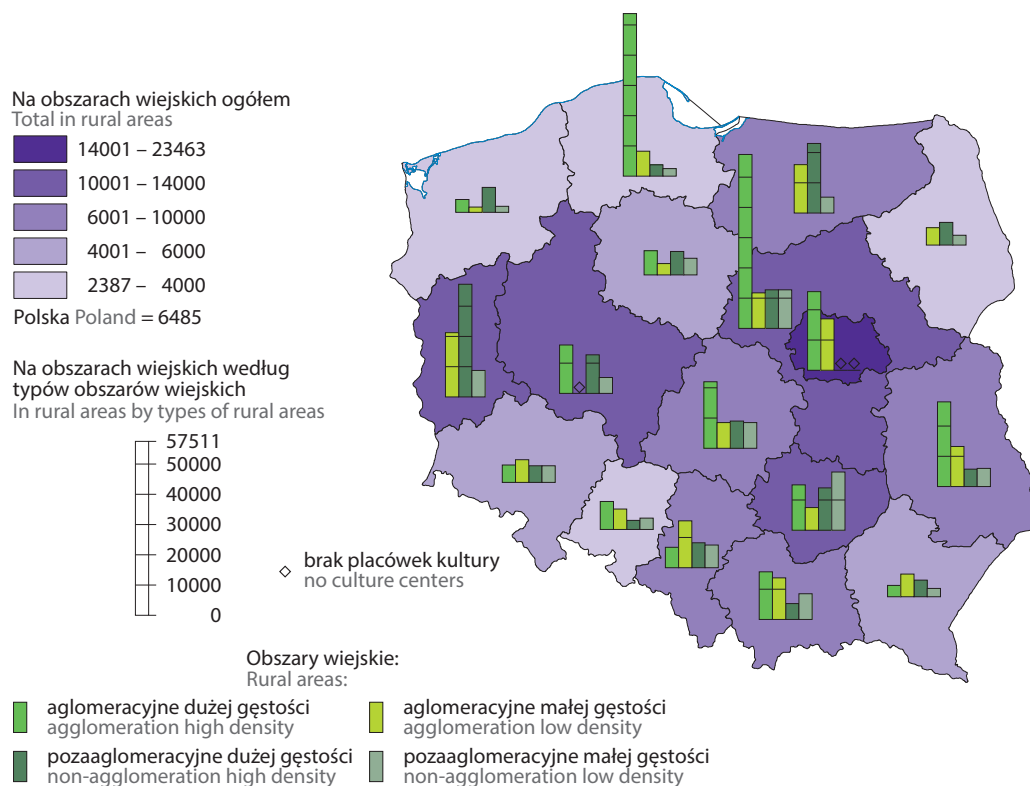 Na obszarach wiejskich ogółem
Total in rural areas
14001 – 23463
10001 – 14000
6001 – 10000
4001 – 6000
2387 – 4000
Polska Poland = 6485
Na obszarach wiejskich według
typów obszarów wiejskich
In rural areas by types of rural areas
57511
50000
40000
30000
20000
10000
0
brak placówek kultury
no culture centers
Obszary wiejskie:
Rural areas:
aglomeracyjne dużej gęstości
agglomeration high density
aglomeracyjne małej gęstości
agglomeration low density
pozaaglomeracyjne dużej gęstości
non-agglomeration high density
pozaaglomeracyjne małej gęstości
non-agglomeration low density